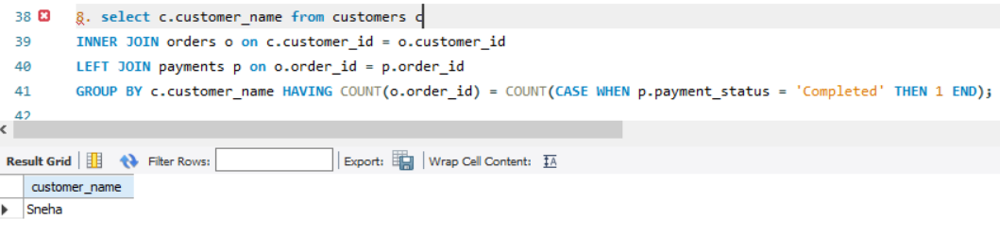 38 8. select c.customer_name from customers c
39 INNER JOIN orders o on c.customer_id = o.customer_id
40 LEFT JOIN payments p on o.order_id = p.order_id
41 GROUP BY c.customer_name HAVING COUNT(o.order_id) = COUNT(CASE WHEN p.payment_status = 'Completed' THEN 1 END);
42
Result Grid Filter Rows: Export: Wrap Cell Content: IA
customer_name
Sneha